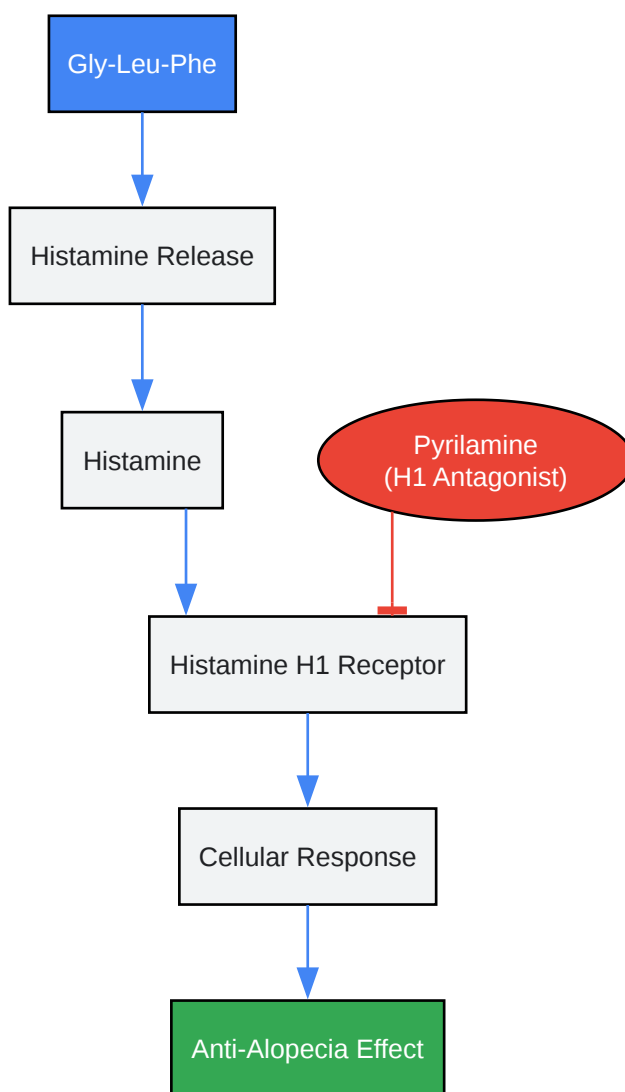 Gly-Leu-Phe
Histamine Release
Histamine
Pyrilamine
(H1 Antagonist)
Histamine H1 Receptor
Cellular Response
Anti-Alopecia Effect